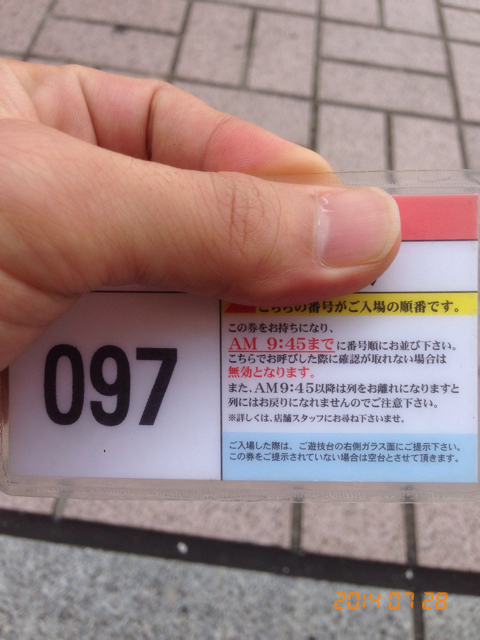 こちらの番号がご入場の順番です。
097
この券をお持ちになり、
AM 9:45までに番号順にお並び下さい。
こちらでお呼びした際に確認が取れない場合は
無効となります。
また、AM9:45以降は列をお離れになりますと
列にはお戻りになれませんのでご注意下さい。
※詳しくは、店舗スタッフにお尋ね下さいませ。
ご入場した際は、ご遊技台の右側ガラス面にご提示下さい。
この券をご提示されていない場合は空台とさせて頂きます。
2014 07 28